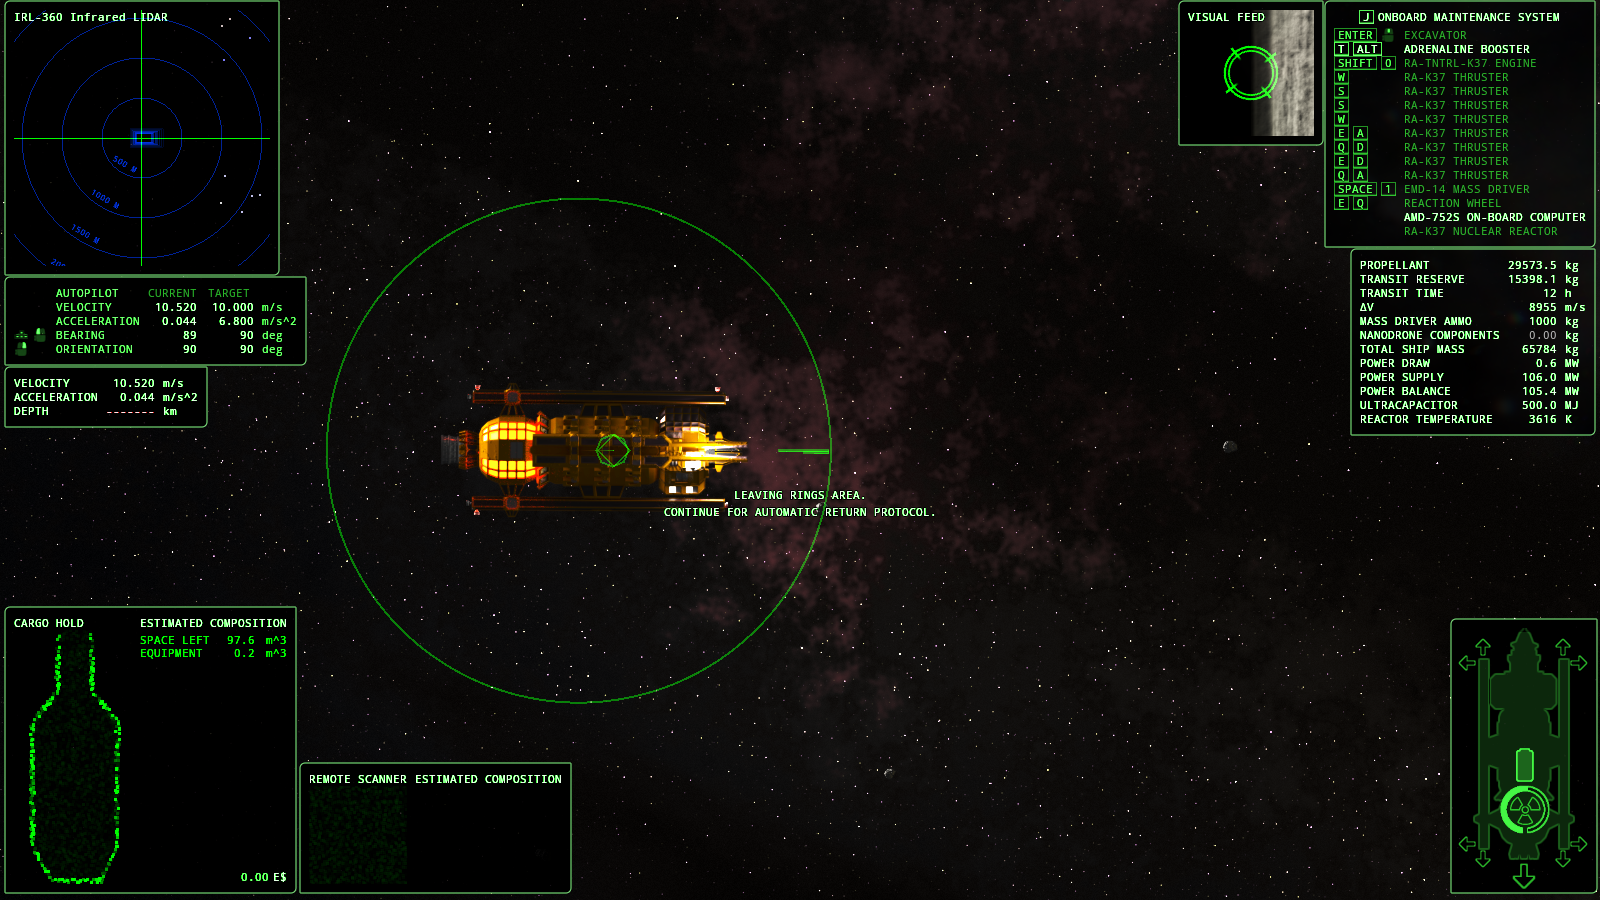 IRL-360 Infrared LIDAR
500 M
1000 M
1500 M
AUTOPILOT CURRENT TARGET
VELOCITY 10.520 10.000 m/s
ACCELERATION 0.044 6.800 m/s^2
BEARING 89 90 deg
ORIENTATION 90 90 deg
VELOCITY 10.520 m/s
ACCELERATION 0.044 m/s^2
DEPTH ------- km
VISUAL FEED
J ONBOARD MAINTENANCE SYSTEM
ENTER EXCAVATOR
T ALT ADRENALINE BOOSTER
SHIFT 0 RA-TNTRL-K37 ENGINE
W RA-K37 THRUSTER
S RA-K37 THRUSTER
S RA-K37 THRUSTER
W RA-K37 THRUSTER
E A RA-K37 THRUSTER
Q D RA-K37 THRUSTER
E D RA-K37 THRUSTER
Q A RA-K37 THRUSTER
SPACE 1 EMD-14 MASS DRIVER
E Q REACTION WHEEL
AMD-752S ON-BOARD COMPUTER
RA-K37 NUCLEAR REACTOR
PROPELLANT 29573.5 kg
TRANSIT RESERVE 15398.1 kg
TRANSIT TIME 12 h
ΔV 8955 m/s
MASS DRIVER AMMO 1000 kg
NANODRONE COMPONENTS 0.00 kg
TOTAL SHIP MASS 65784 kg
POWER DRAW 0.6 MW
POWER SUPPLY 106.0 MW
POWER BALANCE 105.4 MW
ULTRACAPACITOR 500.0 MJ
REACTOR TEMPERATURE 3616 K
LEAVING RINGS AREA.
CONTINUE FOR AUTOMATIC RETURN PROTOCOL.
CARGO HOLD ESTIMATED COMPOSITION
SPACE LEFT 97.6 m^3
EQUIPMENT 0.2 m^3
0.00 E$
REMOTE SCANNER ESTIMATED COMPOSITION